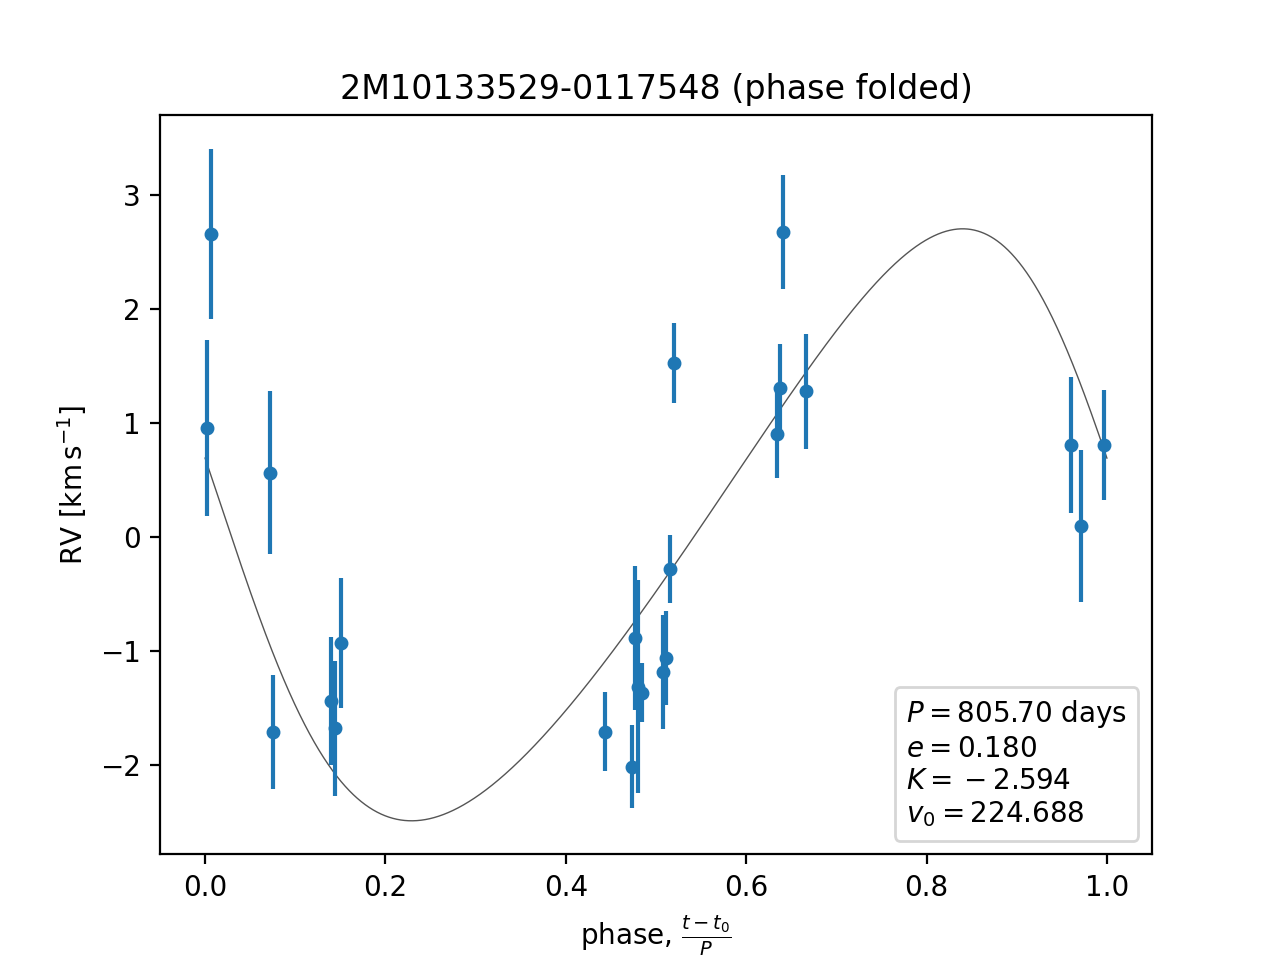 2M10133529-0117548 (phase folded)
RV [km s⁻¹]
3
2
1
0
−1
−2
P = 805.70 days
e = 0.180
K = − 2.594
v₀ = 224.688
0.0 0.2 0.4 0.6 0.8 1.0
phase, (t − t₀)/P